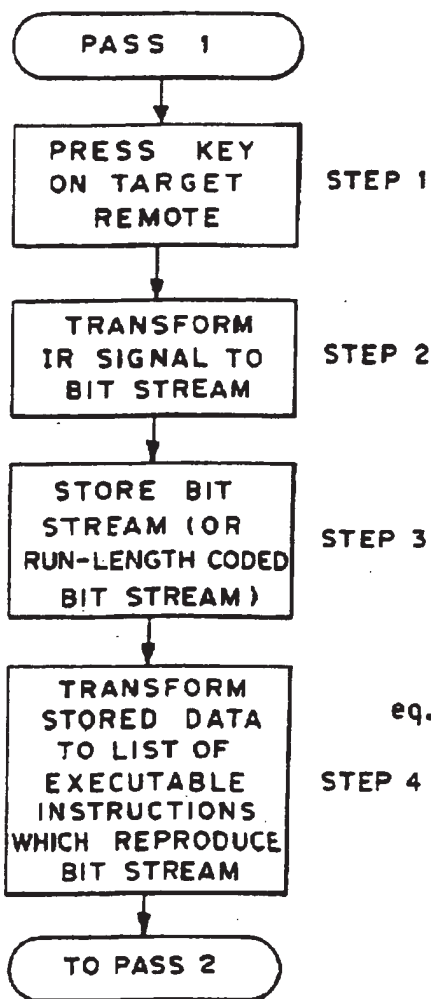 PASS 1
PRESS KEY
ON TARGET
REMOTE
STEP 1
TRANSFORM
IR SIGNAL TO
BIT STREAM
STEP 2
STORE BIT
STREAM (OR
RUN-LENGTH CODED
BIT STREAM)
STEP 3
TRANSFORM
STORED DATA
TO LIST OF
EXECUTABLE
INSTRUCTIONS
WHICH REPRODUCE
BIT STREAM
eq.
STEP 4
TO PASS 2